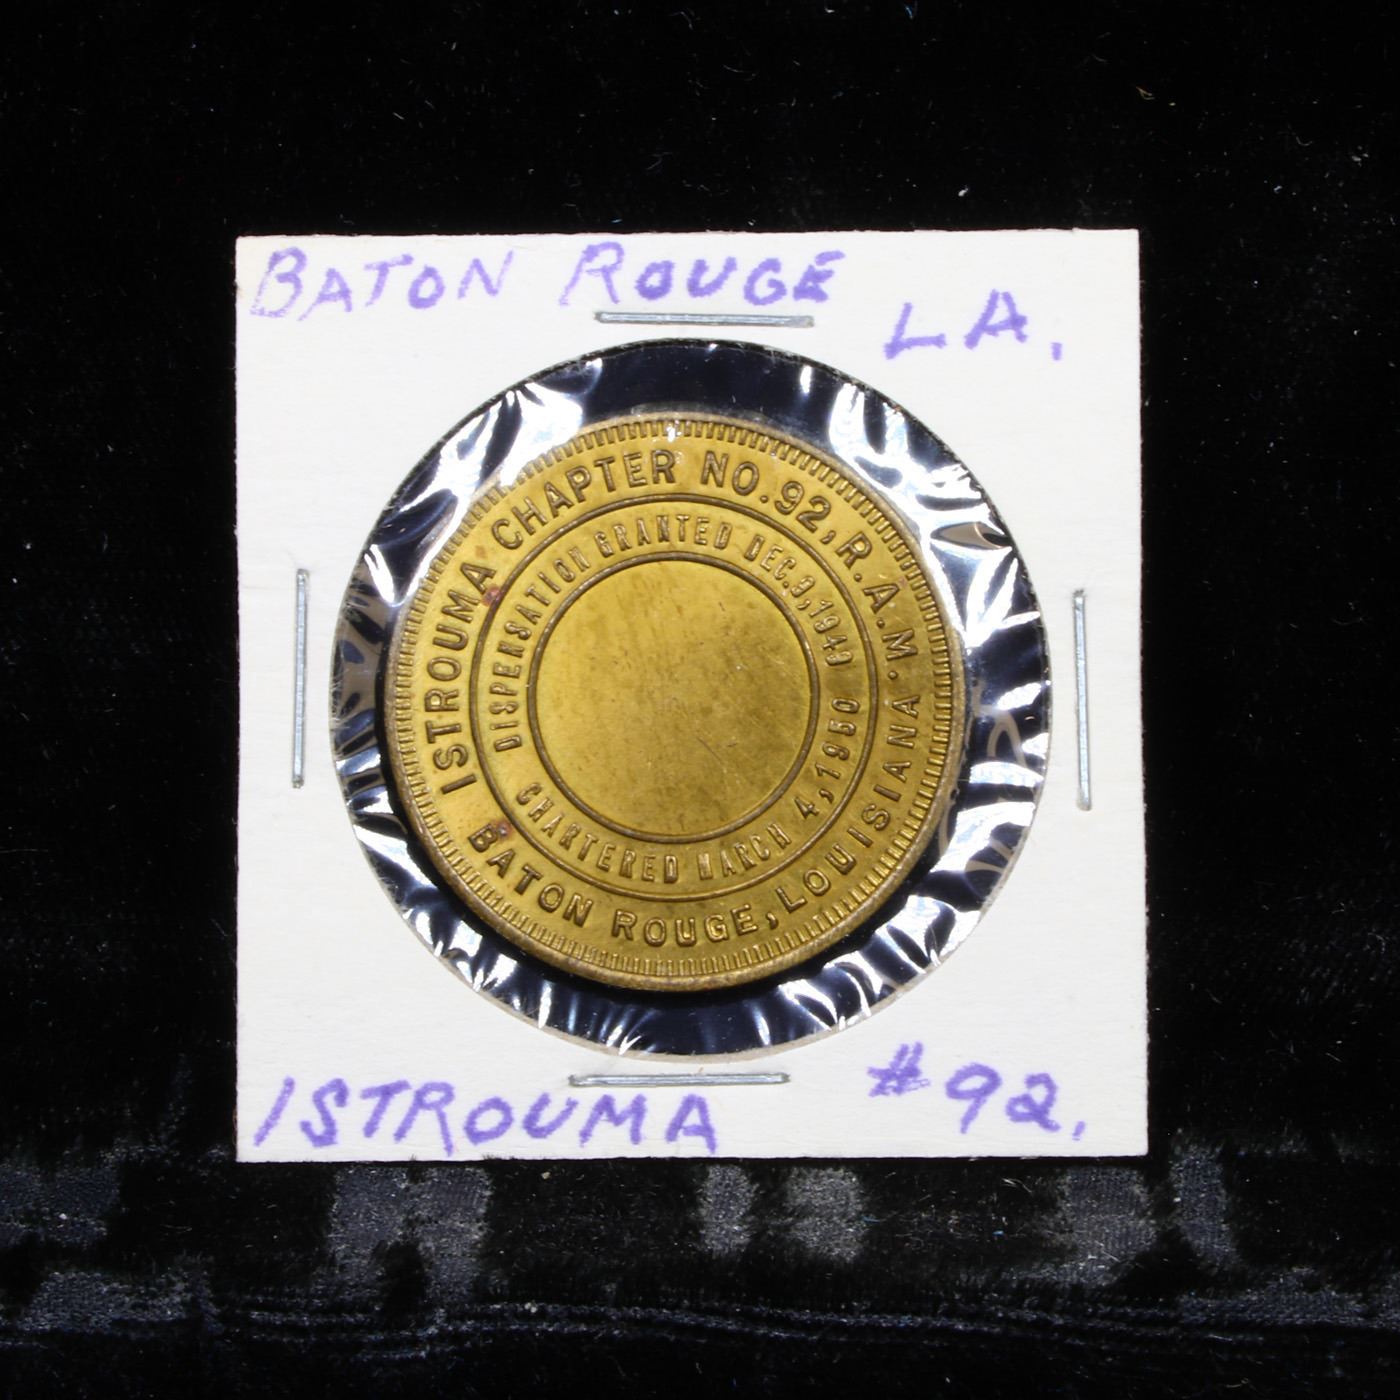 BATON ROUGE LA.
ISTROUMA CHAPTER NO.92, R.A.M.
BATON ROUGE, LOUISIANA
DISPENSATION GRANTED DEC.9,1949
CHARTERED MARCH 4,1950
ISTROUMA #92.